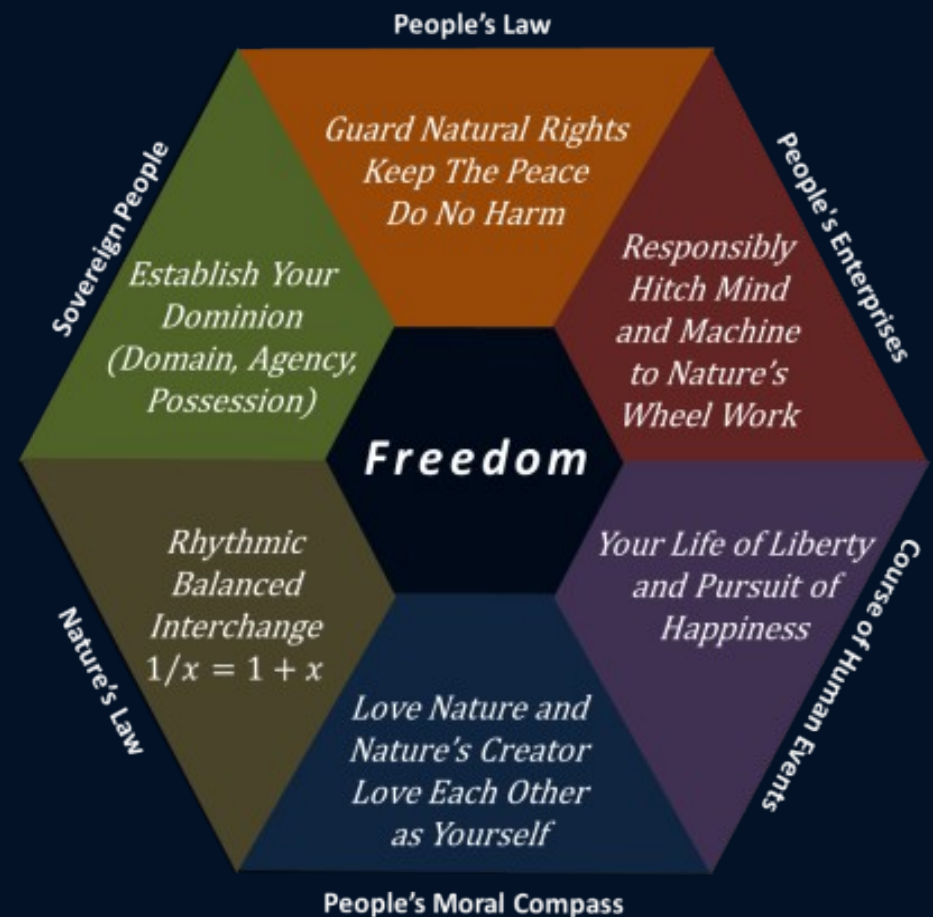 People’s Law
Guard Natural Rights
Keep The Peace
Do No Harm
People's Enterprises
Responsibly
Hitch Mind
and Machine
to Nature’s
Wheel Work
Course of Human Events
Your Life of Liberty
and Pursuit of
Happiness
People’s Moral Compass
Love Nature and
Nature’s Creator
Love Each Other
as Yourself
Nature’s Law
Rhythmic
Balanced
Interchange
1/x = 1 + x
Sovereign People
Establish Your
Dominion
(Domain, Agency,
Possession)
Freedom